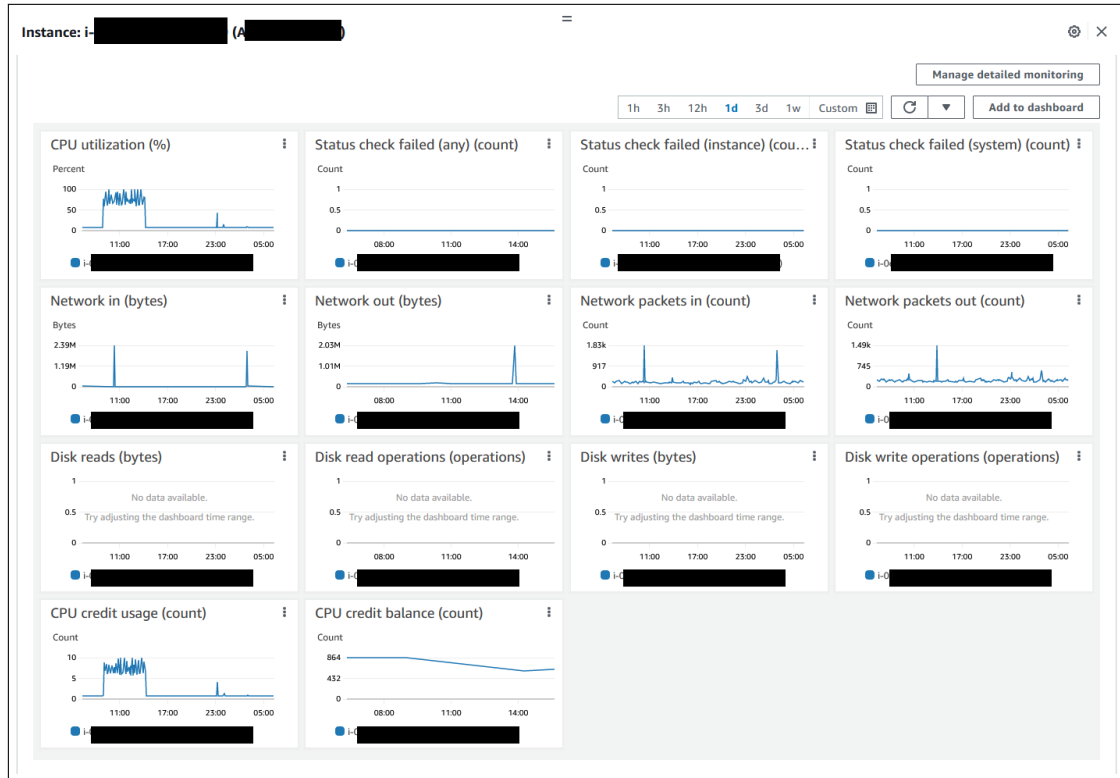 Instance: i- (A )
Manage detailed monitoring
1h 3h 12h 1d 3d 1w Custom
Add to dashboard
CPU utilization (%)
Percent
100
50
0
11:00 17:00 23:00 05:00
i-0
Status check failed (any) (count)
Count
1
0.5
0
08:00 11:00 14:00
i-0
Status check failed (instance) (cou...
Count
1
0.5
0
11:00 17:00 23:00 05:00
i-
Status check failed (system) (count)
Count
1
0.5
0
11:00 17:00 23:00 05:00
i-0
Network in (bytes)
Bytes
2.39M
1.19M
0
11:00 17:00 23:00 05:00
i-
Network out (bytes)
Bytes
2.03M
1.01M
0
08:00 11:00 14:00
i-0
Network packets in (count)
Count
1.83k
917
0
11:00 17:00 23:00 05:00
i-0
Network packets out (count)
Count
1.49k
745
0
11:00 17:00 23:00 05:00
i-0
Disk reads (bytes)
1
No data available.
0.5 Try adjusting the dashboard time range.
0
11:00 17:00 23:00 05:00
i-
Disk read operations (operations)
1
No data available.
0.5 Try adjusting the dashboard time range.
0
08:00 11:00 14:00
i-0
Disk writes (bytes)
1
No data available.
0.5 Try adjusting the dashboard time range.
0
11:00 17:00 23:00 05:00
i-0
Disk write operations (operations)
1
No data available.
0.5 Try adjusting the dashboard time range.
0
11:00 17:00 23:00 05:00
i-0
CPU credit usage (count)
Count
10
5
0
11:00 17:00 23:00 05:00
i-
CPU credit balance (count)
Count
864
432
0
08:00 11:00 14:00
i-0